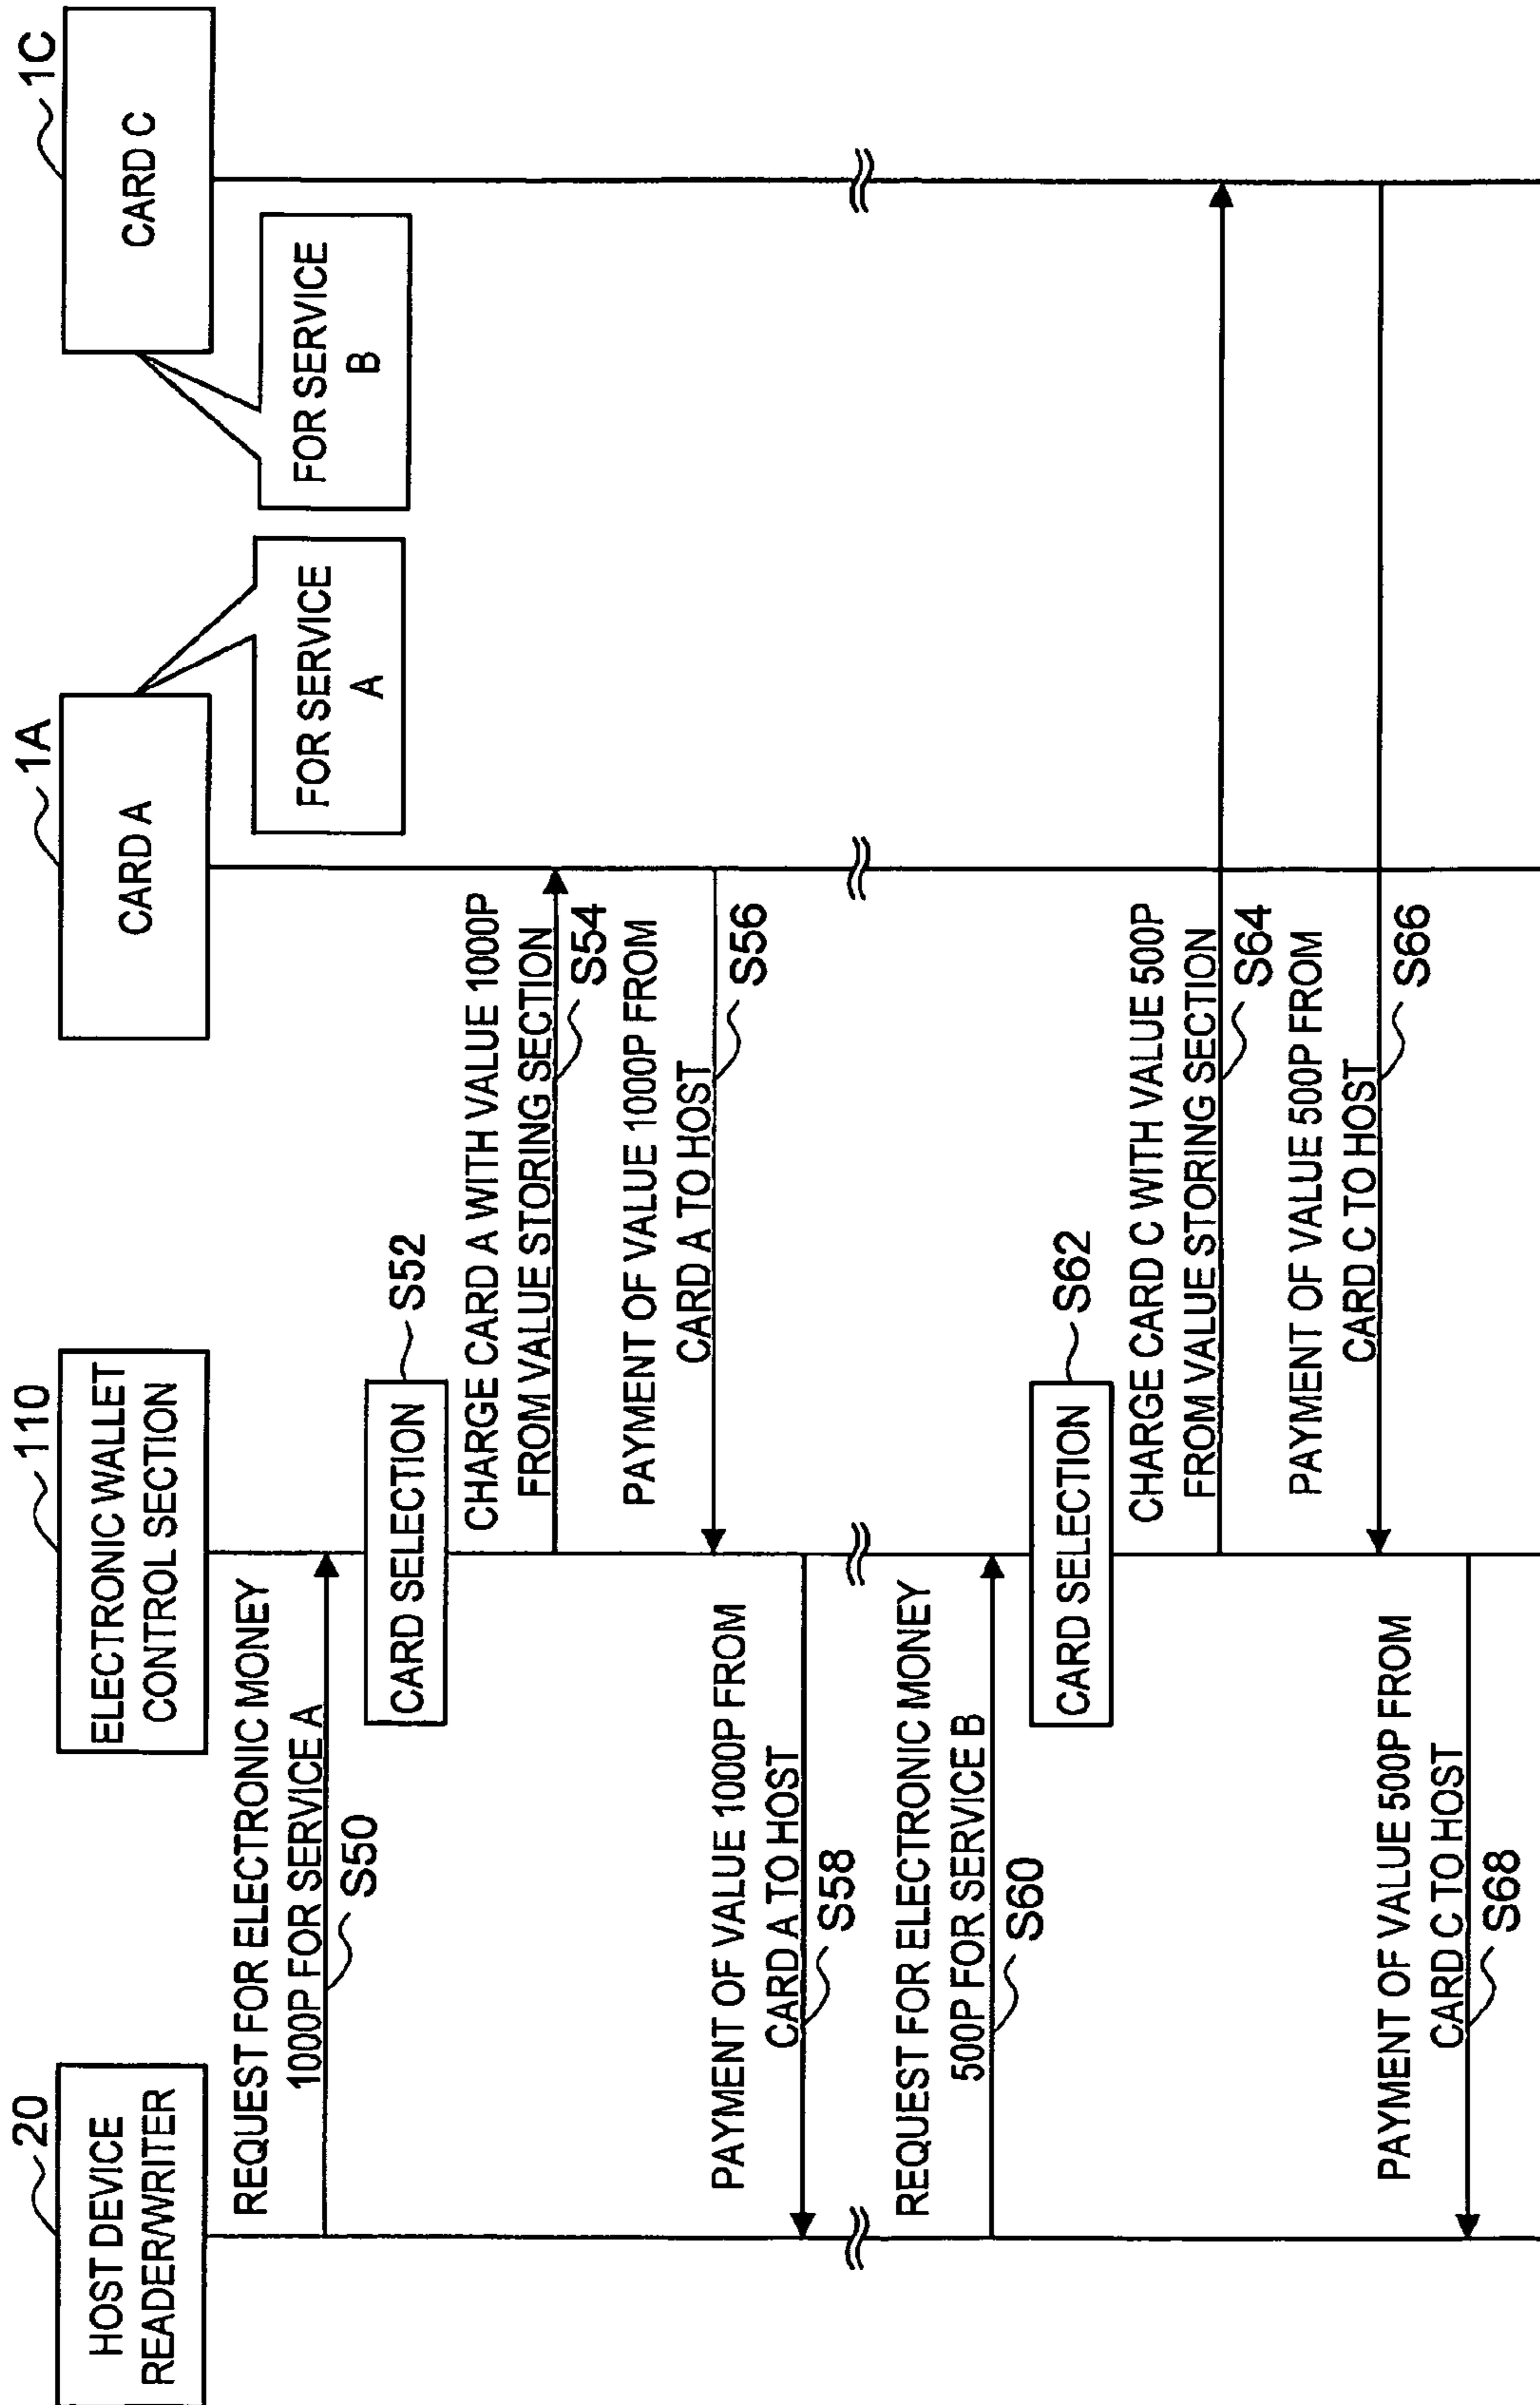 20
HOST DEVICE
READER/WRITER
110
ELECTRONIC WALLET
CONTROL SECTION
1A
CARD A
1C
CARD C
FOR SERVICE
A
FOR SERVICE
B
REQUEST FOR ELECTRONIC MONEY
1000P FOR SERVICE A
S50
CARD SELECTION
S52
CHARGE CARD A WITH VALUE 1000P
FROM VALUE STORING SECTION
S54
PAYMENT OF VALUE 1000P FROM
CARD A TO HOST
S56
PAYMENT OF VALUE 1000P FROM
CARD A TO HOST
S58
REQUEST FOR ELECTRONIC MONEY
500P FOR SERVICE B
S60
CARD SELECTION
S62
CHARGE CARD C WITH VALUE 500P
FROM VALUE STORING SECTION
S64
PAYMENT OF VALUE 500P FROM
CARD C TO HOST
S66
PAYMENT OF VALUE 500P FROM
CARD C TO HOST
S68